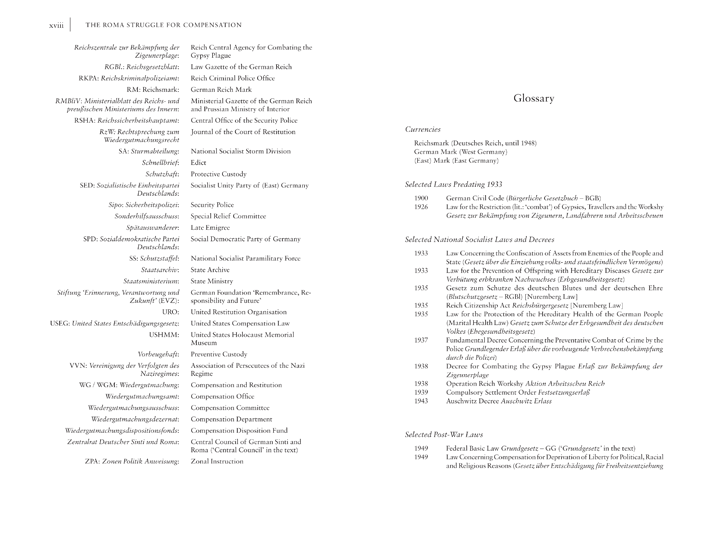 xviii | THE ROMA STRUGGLE FOR COMPENSATION
Reichszentrale zur Bekämpfung der Zigeunerplage: Reich Central Agency for Combating the Gypsy Plague
RGBl.: Reichsgesetzblatt: Law Gazette of the German Reich
RKPA: Reichskriminalpolizeiamt: Reich Criminal Police Office
RM: Reichsmark: German Reich Mark
RMBliV: Ministerialblatt des Reichs- und preußischen Ministeriums des Innern: Ministerial Gazette of the German Reich and Prussian Ministry of Interior
RSHA: Reichssicherheitshauptamt: Central Office of the Security Police
RzW: Rechtsprechung zum Wiedergutmachungsrecht Journal of the Court of Restitution
SA: Sturmabteilung: National Socialist Storm Division
Schnellbrief: Edict
Schutzhaft: Protective Custody
SED: Sozialistische Einheitspartei Deutschlands: Socialist Unity Party of (East) Germany
Sipo: Sicherheitspolizei: Security Police
Sonderhilfsausschuss: Special Relief Committee
Spätauswanderer: Late Emigree
SPD: Sozialdemokratische Partei Deutschlands: Social Democratic Party of Germany
SS: Schutzstaffel: National Socialist Paramilitary Force
Staatsarchiv: State Archive
Staatsministerium: State Ministry
Stiftung 'Erinnerung, Verantwortung und Zukunft' (EVZ): German Foundation 'Remembrance, Responsibility and Future'
URO: United Restitution Organisation
USEG: United States Entschädigungsgesetz: United States Compensation Law
USHMM: United States Holocaust Memorial Museum
Vorbeugehaft: Preventive Custody
VVN: Vereinigung der Verfolgten des Naziregimes: Association of Persecutees of the Nazi Regime
WG / WGM: Wiedergutmachung: Compensation and Restitution
Wiedergutmachungsamt: Compensation Office
Wiedergutmachungsausschuss: Compensation Committee
Wiedergutmachungsdezernat: Compensation Department
Wiedergutmachungsdispositionsfonds: Compensation Disposition Fund
Zentralrat Deutscher Sinti und Roma: Central Council of German Sinti and Roma ('Central Council' in the text)
ZPA: Zonen Politik Anweisung: Zonal Instruction
Glossary
Currencies
Reichsmark (Deutsches Reich, until 1948)
German Mark (West Germany)
(East) Mark (East Germany)
Selected Laws Predating 1933
1900 German Civil Code (Bürgerliche Gesetzbuch – BGB)
1926 Law for the Restriction (lit.: 'combat') of Gypsies, Travellers and the Workshy
Gesetz zur Bekämpfung von Zigeunern, Landfahrern und Arbeitsscheuen
Selected National Socialist Laws and Decrees
1933 Law Concerning the Confiscation of Assets from Enemies of the People and
State (Gesetz über die Einziehung volks- und staatsfeindlichen Vermögens)
1933 Law for the Prevention of Offspring with Hereditary Diseases Gesetz zur
Verhütung erbkranken Nachwuchses (Erbgesundheitsgesetz)
1935 Gesetz zum Schutze des deutschen Blutes und der deutschen Ehre
(Blutschutzgesetz – RGBl) [Nuremberg Law]
1935 Reich Citizenship Act Reichsbürgergesetz [Nuremberg Law]
1935 Law for the Protection of the Hereditary Health of the German People
(Marital Health Law) Gesetz zum Schutze der Erbgesundheit des deutschen
Volkes (Ehegesundheitsgesetz)
1937 Fundamental Decree Concerning the Preventative Combat of Crime by the
Police Grundlegender Erlaß über die vorbeugende Verbrechensbekämpfung
durch die Polizei)
1938 Decree for Combating the Gypsy Plague Erlaß zur Bekämpfung der
Zigeunerplage
1938 Operation Reich Workshy Aktion Arbeitsscheu Reich
1939 Compulsory Settlement Order Festsetzungserlaß
1943 Auschwitz Decree Auschwitz Erlass
Selected Post-War Laws
1949 Federal Basic Law Grundgesetz – GG ('Grundgesetz' in the text)
1949 Law Concerning Compensation for Deprivation of Liberty for Political, Racial
and Religious Reasons (Gesetz über Entschädigung für Freiheitsentziehung